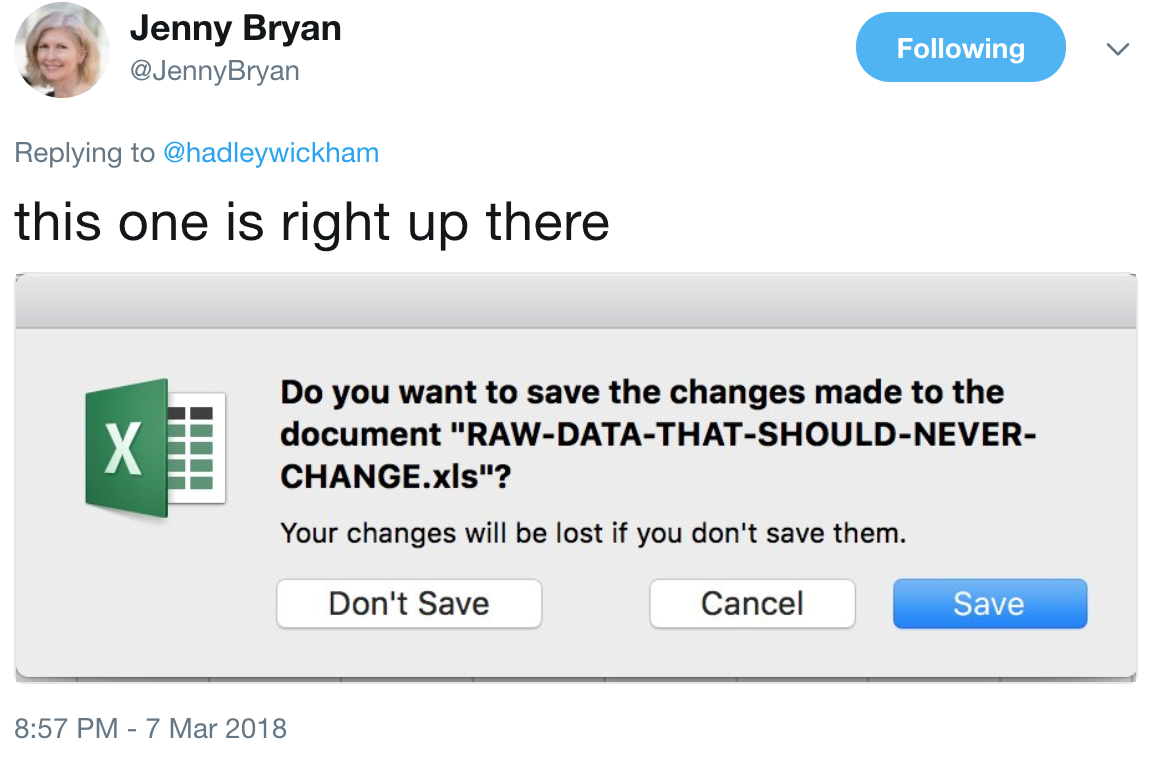 Jenny Bryan
@JennyBryan
Following
Replying to @hadleywickham
this one is right up there
X
Do you want to save the changes made to the
document "RAW-DATA-THAT-SHOULD-NEVER-
CHANGE.xls"?
Your changes will be lost if you don't save them.
Don't Save
Cancel
Save
8:57 PM - 7 Mar 2018